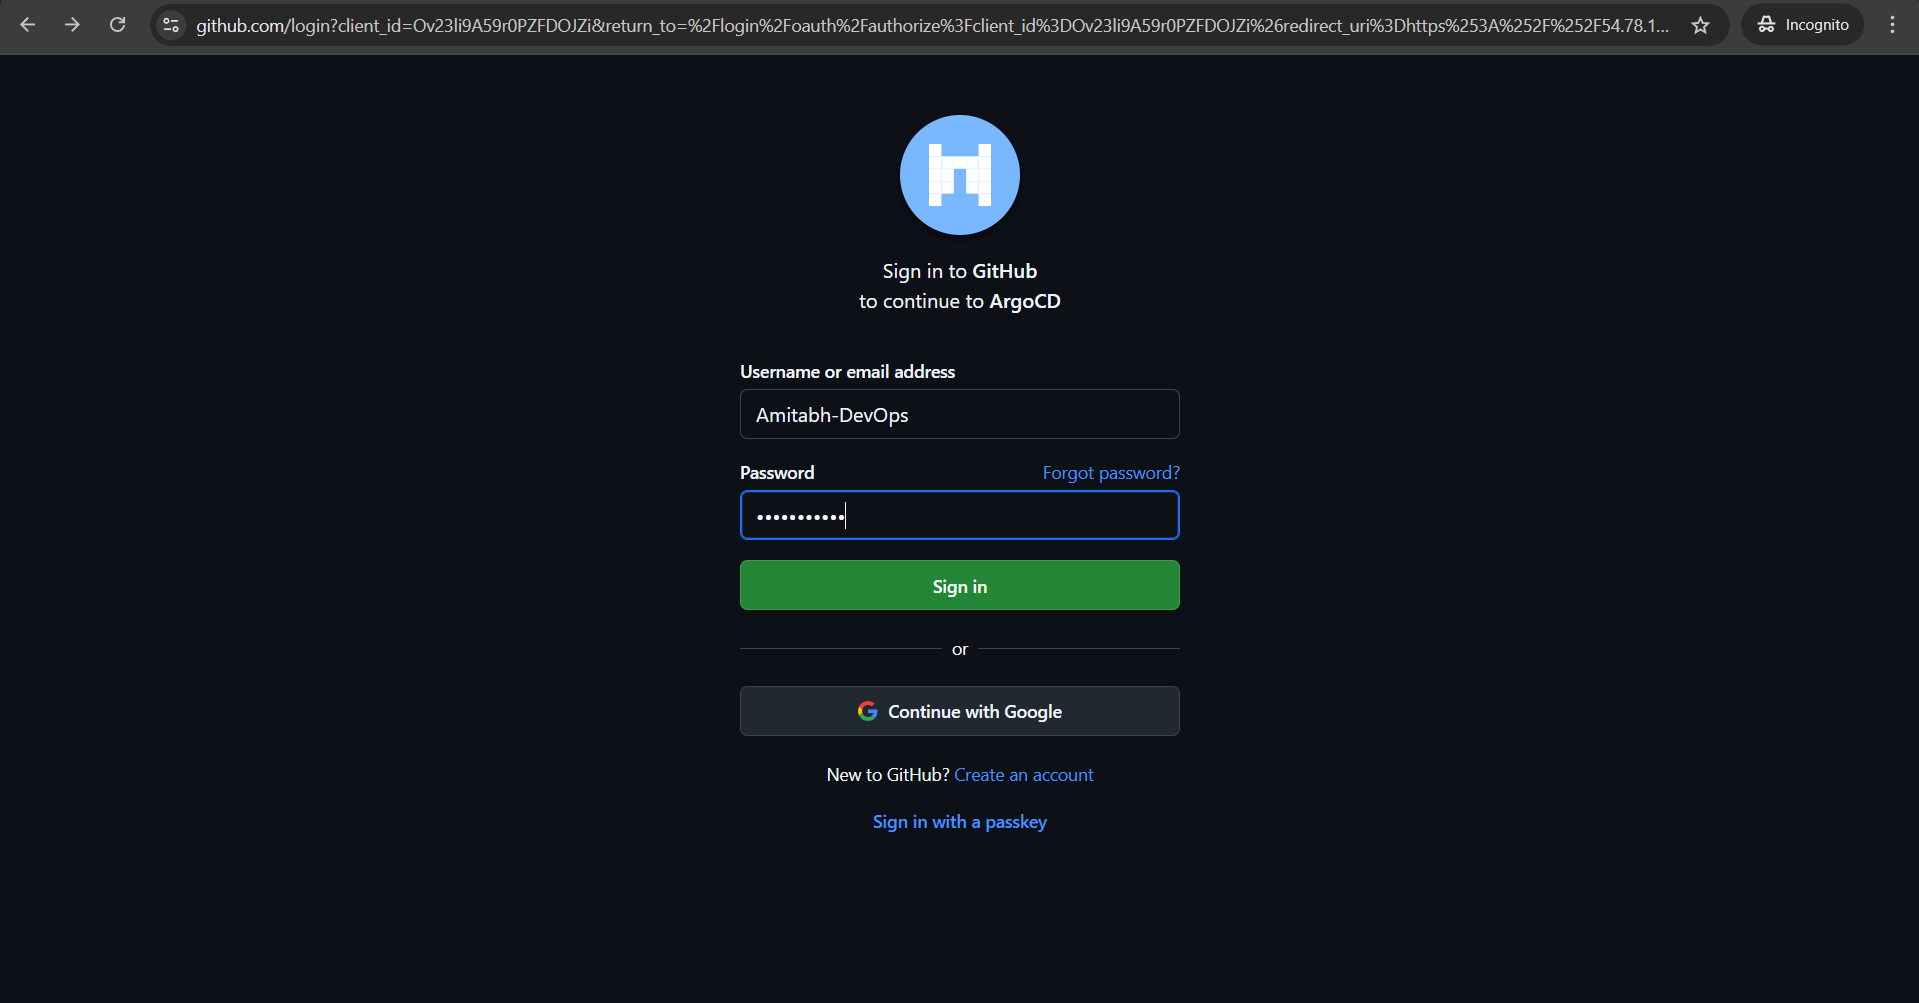 github.com/login?client_id=Ov23li9A59r0PZFDOJZi&return_to=%2Flogin%2Foauth%2Fauthorize%3Fclient_id%3DOv23li9A59r0PZFDOJZi%26redirect_uri%3Dhttps%253A%252F%252F54.78.1...
Incognito
Sign in to GitHub
to continue to ArgoCD
Username or email address
Amitabh-DevOps
Password
Forgot password?
•••••••••••
Sign in
or
Continue with Google
New to GitHub? Create an account
Sign in with a passkey